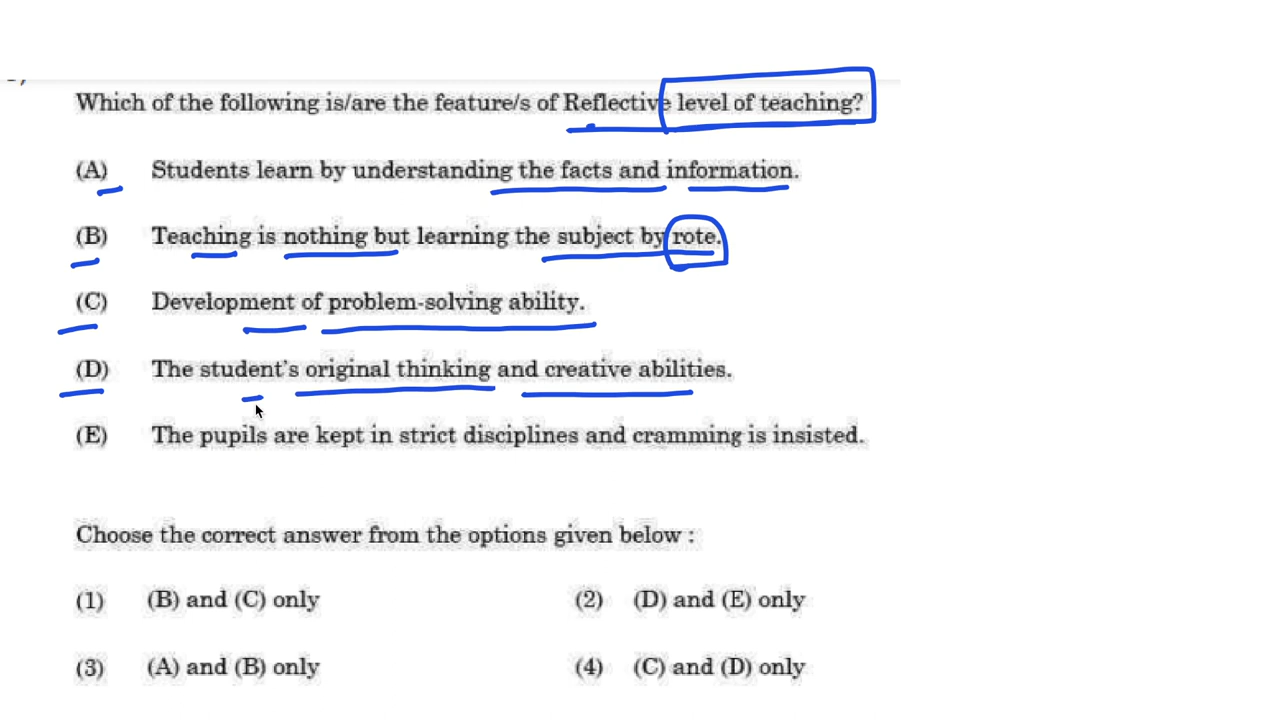 Which of the following is/are the feature/s of Reflective level of teaching?
(A) Students learn by understanding the facts and information.
(B) Teaching is nothing but learning the subject by rote.
(C) Development of problem-solving ability.
(D) The student's original thinking and creative abilities.
(E) The pupils are kept in strict disciplines and cramming is insisted.
Choose the correct answer from the options given below :
(1) (B) and (C) only (2) (D) and (E) only
(3) (A) and (B) only (4) (C) and (D) only